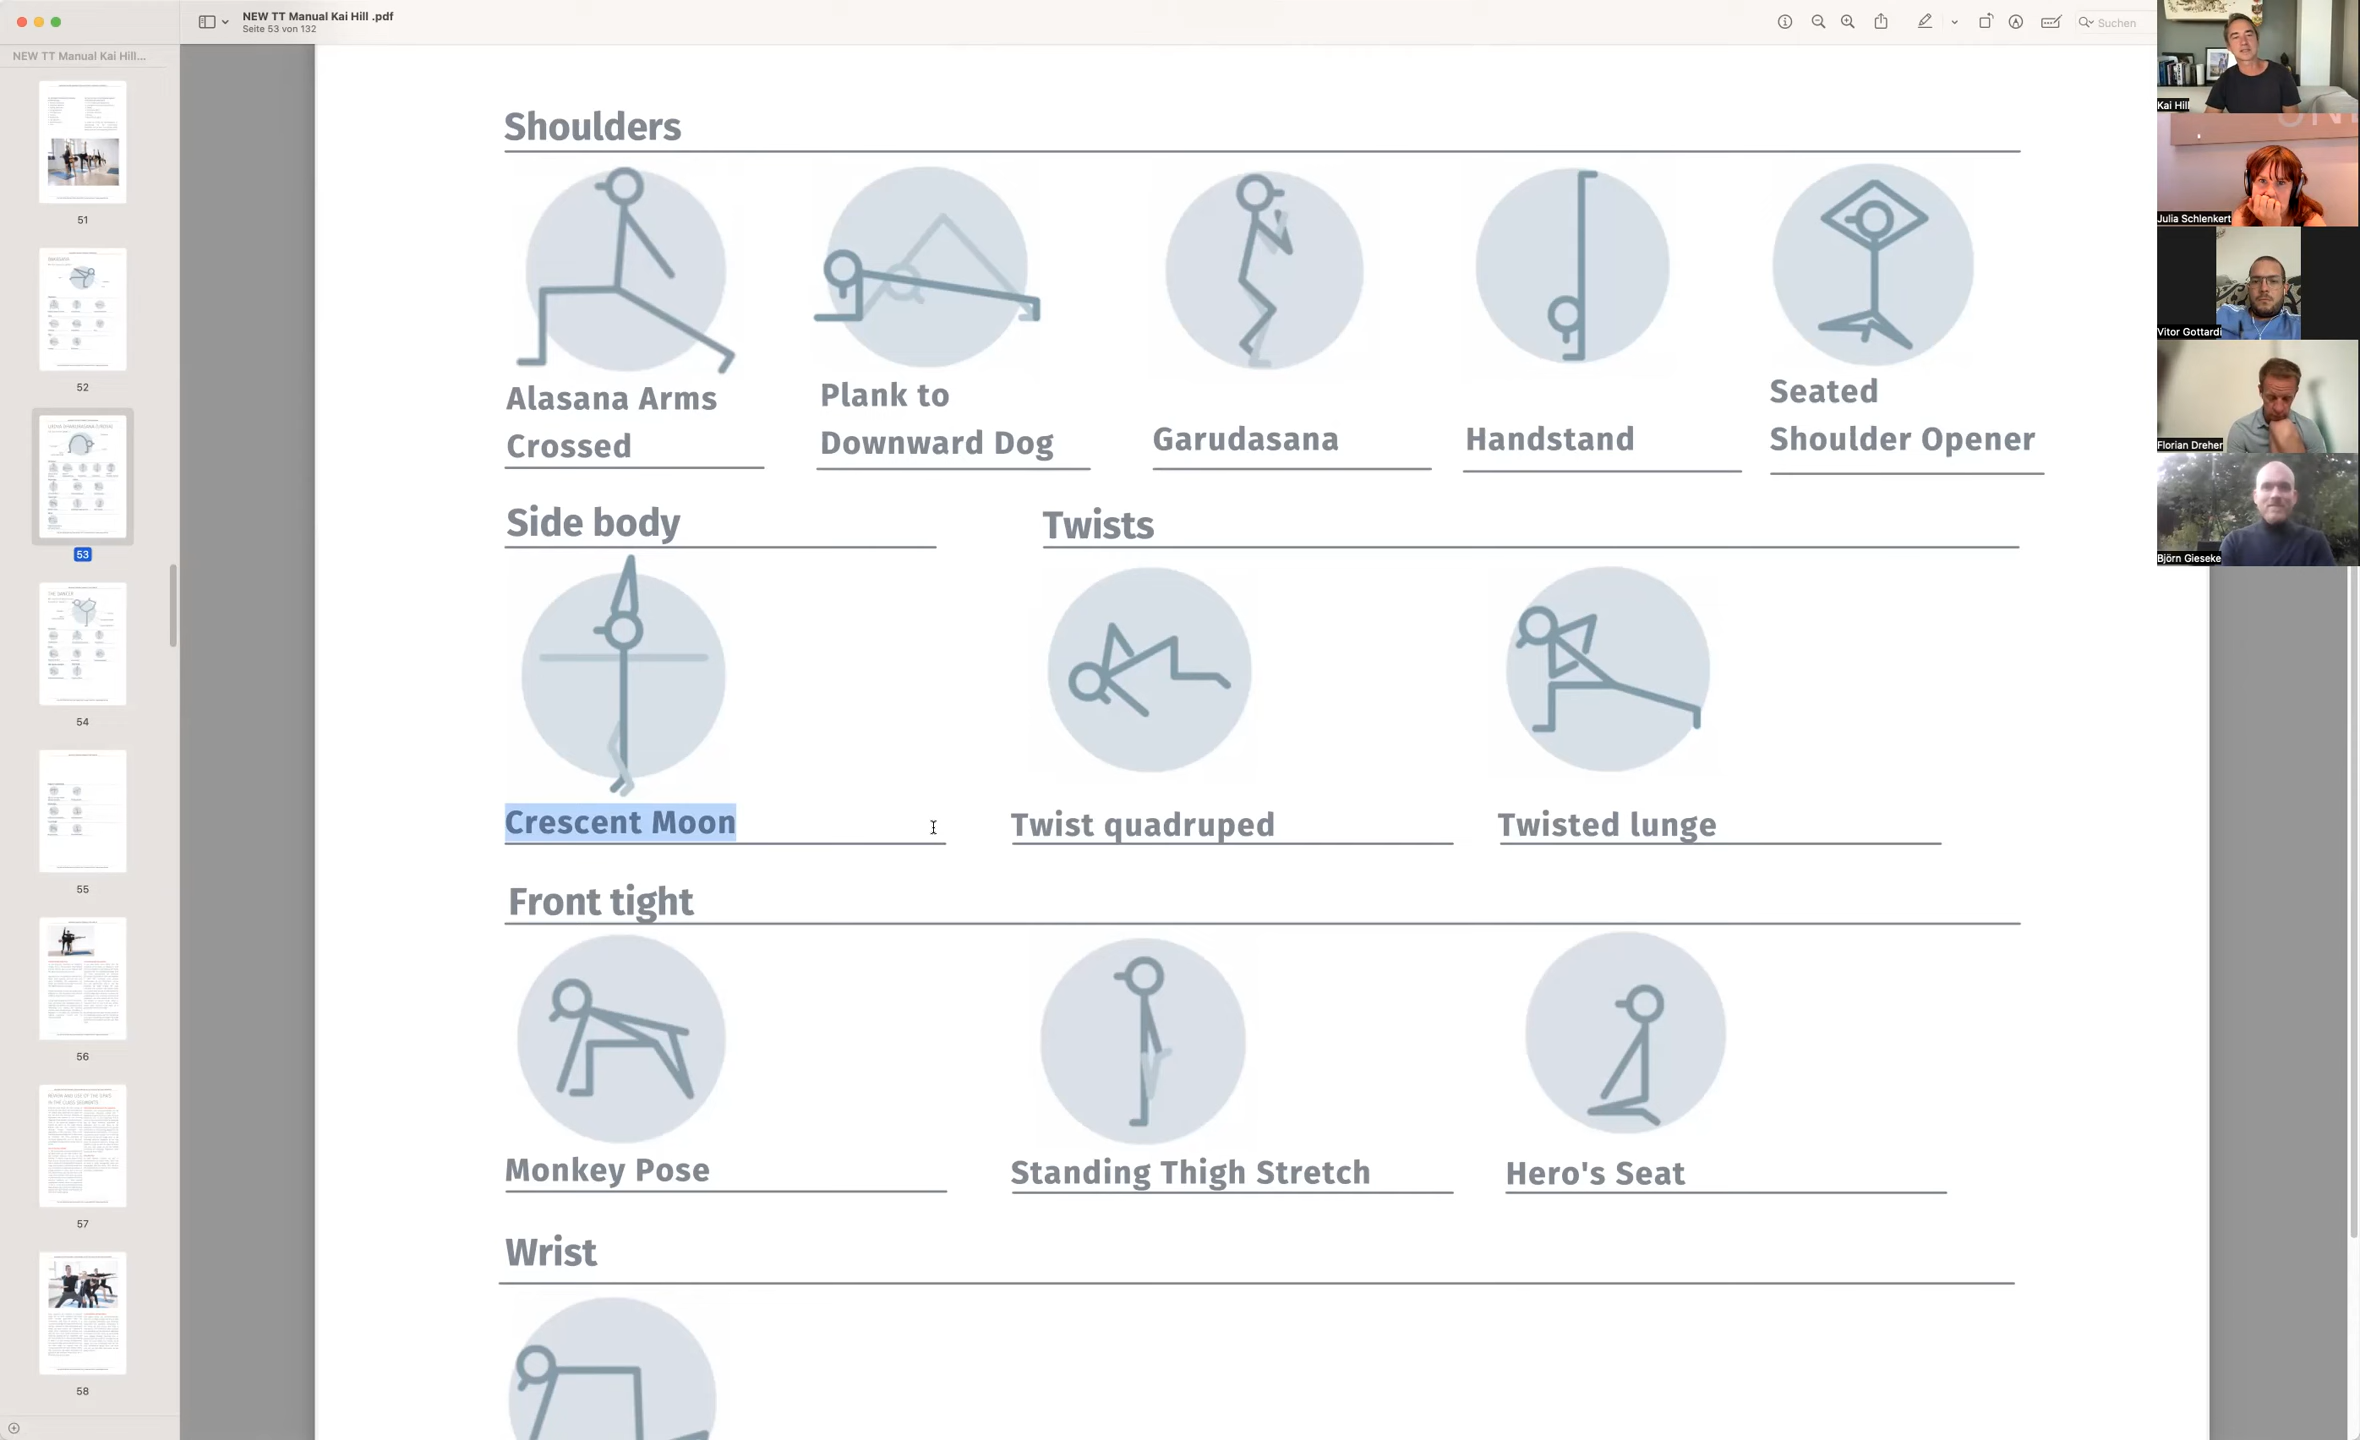 NEW TT Manual Kai Hill .pdf
Seite 53 von 132
Suchen
NEW TT Manual Kai Hill...
51
52
53
54
55
56
57
58
Shoulders
Alasana Arms
Crossed
Plank to
Downward Dog
Garudasana
Handstand
Seated
Shoulder Opener
Side body
Twists
Crescent Moon
Twist quadruped
Twisted lunge
Front tight
Monkey Pose
Standing Thigh Stretch
Hero's Seat
Wrist
Kai Hill
Julia Schlenkert
Vitor Gottardi
Florian Dreher
Björn Gieseke